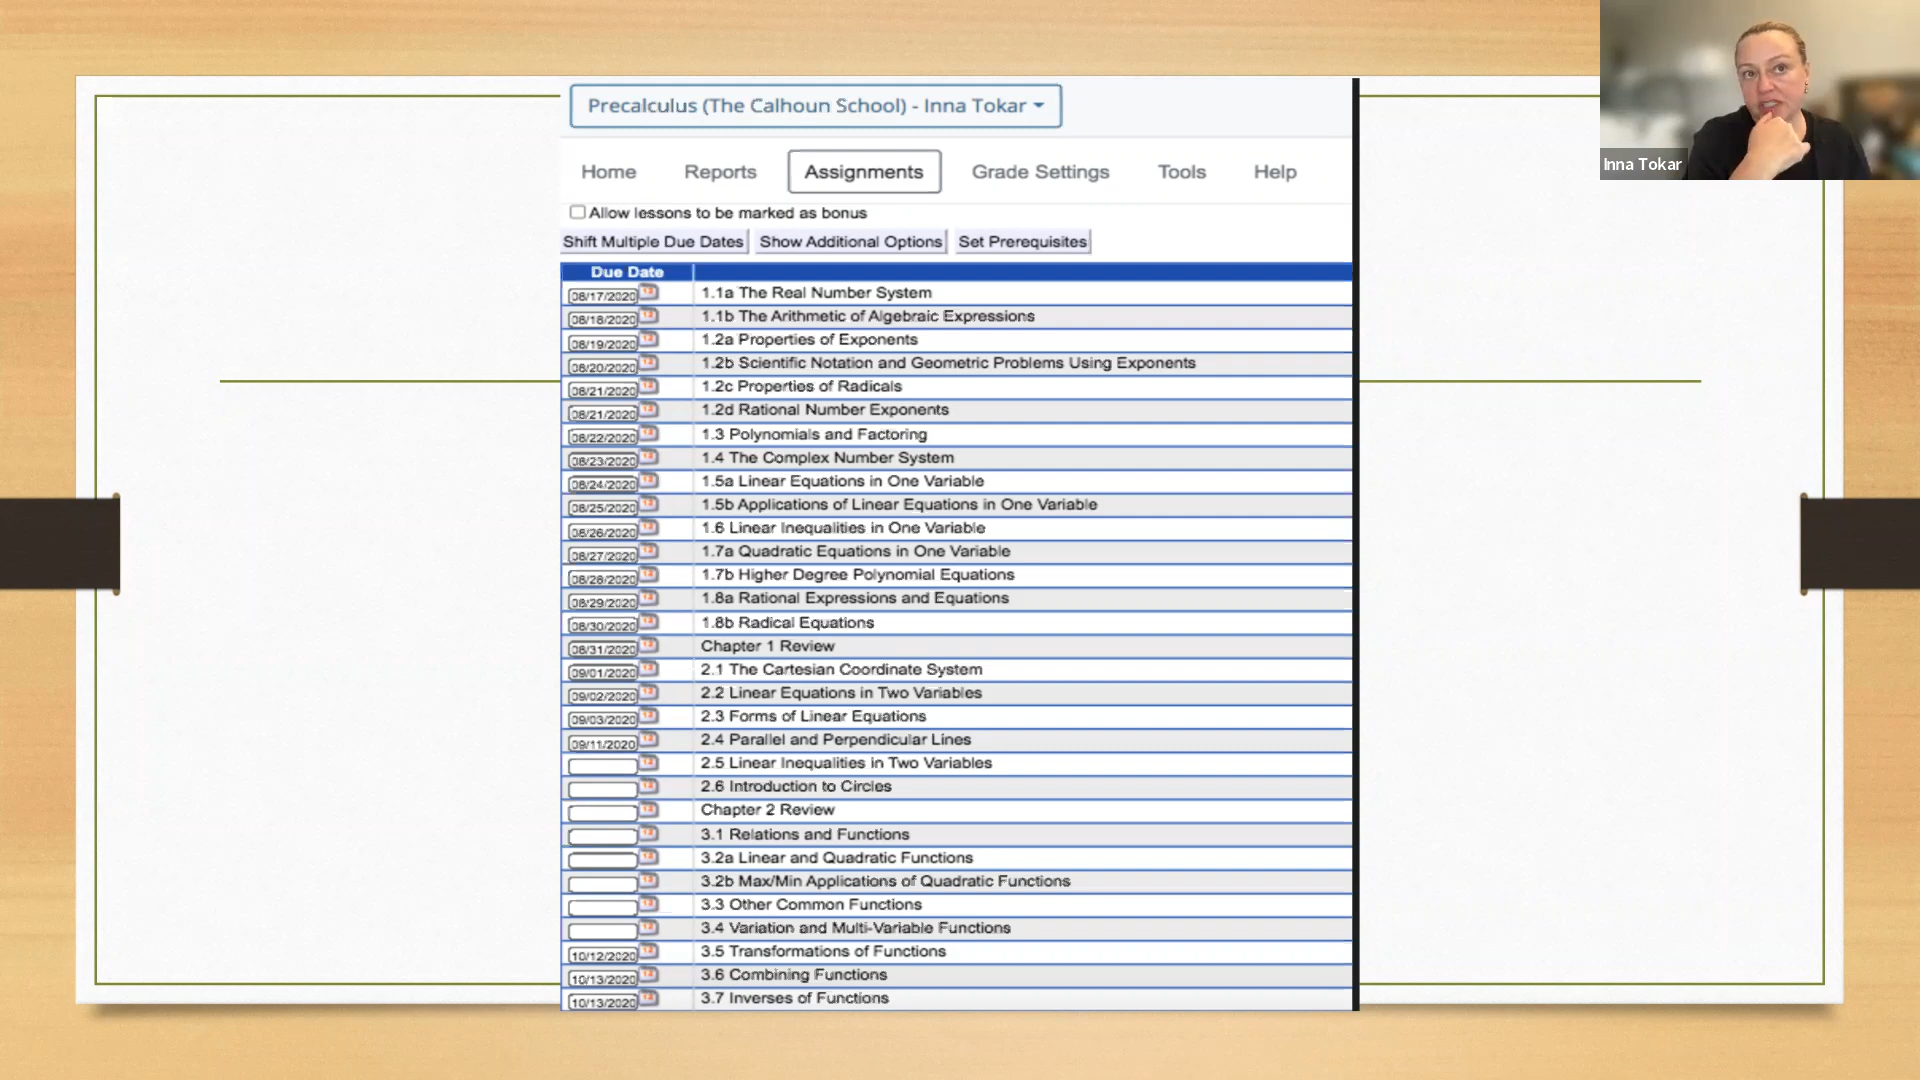 Precalculus (The Calhoun School) - Inna Tokar
Inna Tokar
Home Reports Assignments Grade Settings Tools Help
Allow lessons to be marked as bonus
Shift Multiple Due Dates Show Additional Options Set Prerequisites
Due Date
08/17/2020 1.1a The Real Number System
08/18/2020 1.1b The Arithmetic of Algebraic Expressions
08/19/2020 1.2a Properties of Exponents
08/20/2020 1.2b Scientific Notation and Geometric Problems Using Exponents
08/21/2020 1.2c Properties of Radicals
08/21/2020 1.2d Rational Number Exponents
08/22/2020 1.3 Polynomials and Factoring
08/23/2020 1.4 The Complex Number System
08/24/2020 1.5a Linear Equations in One Variable
08/25/2020 1.5b Applications of Linear Equations in One Variable
08/26/2020 1.6 Linear Inequalities in One Variable
08/27/2020 1.7a Quadratic Equations in One Variable
08/28/2020 1.7b Higher Degree Polynomial Equations
08/29/2020 1.8a Rational Expressions and Equations
08/30/2020 1.8b Radical Equations
08/31/2020 Chapter 1 Review
09/01/2020 2.1 The Cartesian Coordinate System
09/02/2020 2.2 Linear Equations in Two Variables
09/03/2020 2.3 Forms of Linear Equations
09/11/2020 2.4 Parallel and Perpendicular Lines
2.5 Linear Inequalities in Two Variables
2.6 Introduction to Circles
Chapter 2 Review
3.1 Relations and Functions
3.2a Linear and Quadratic Functions
3.2b Max/Min Applications of Quadratic Functions
3.3 Other Common Functions
3.4 Variation and Multi-Variable Functions
10/12/2020 3.5 Transformations of Functions
10/13/2020 3.6 Combining Functions
10/13/2020 3.7 Inverses of Functions